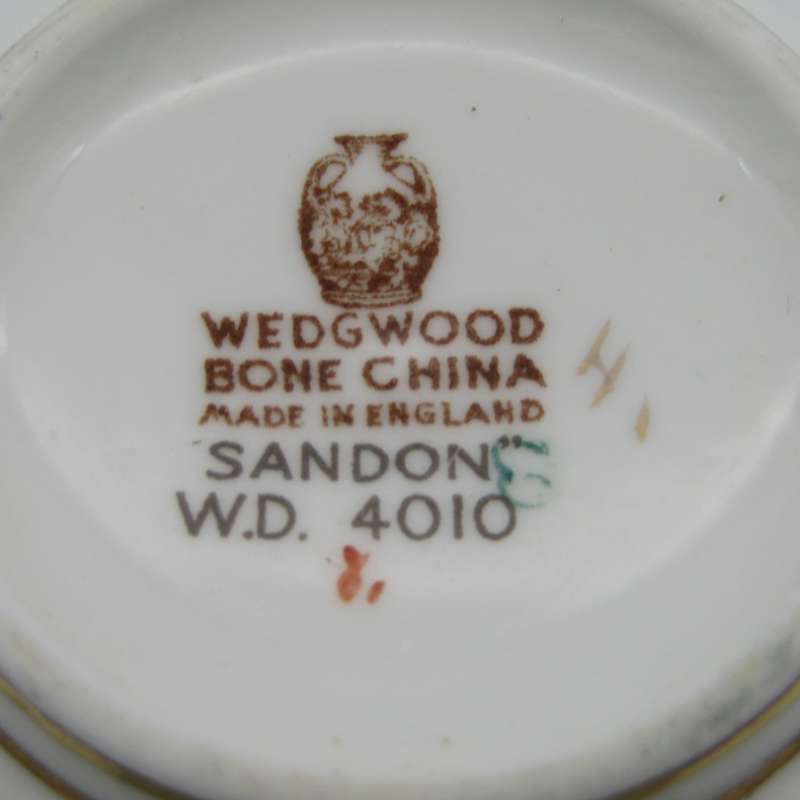 WEDGWOOD
BONE CHINA
MADE IN ENGLAND
"SANDON"
W.D. 4010
H.